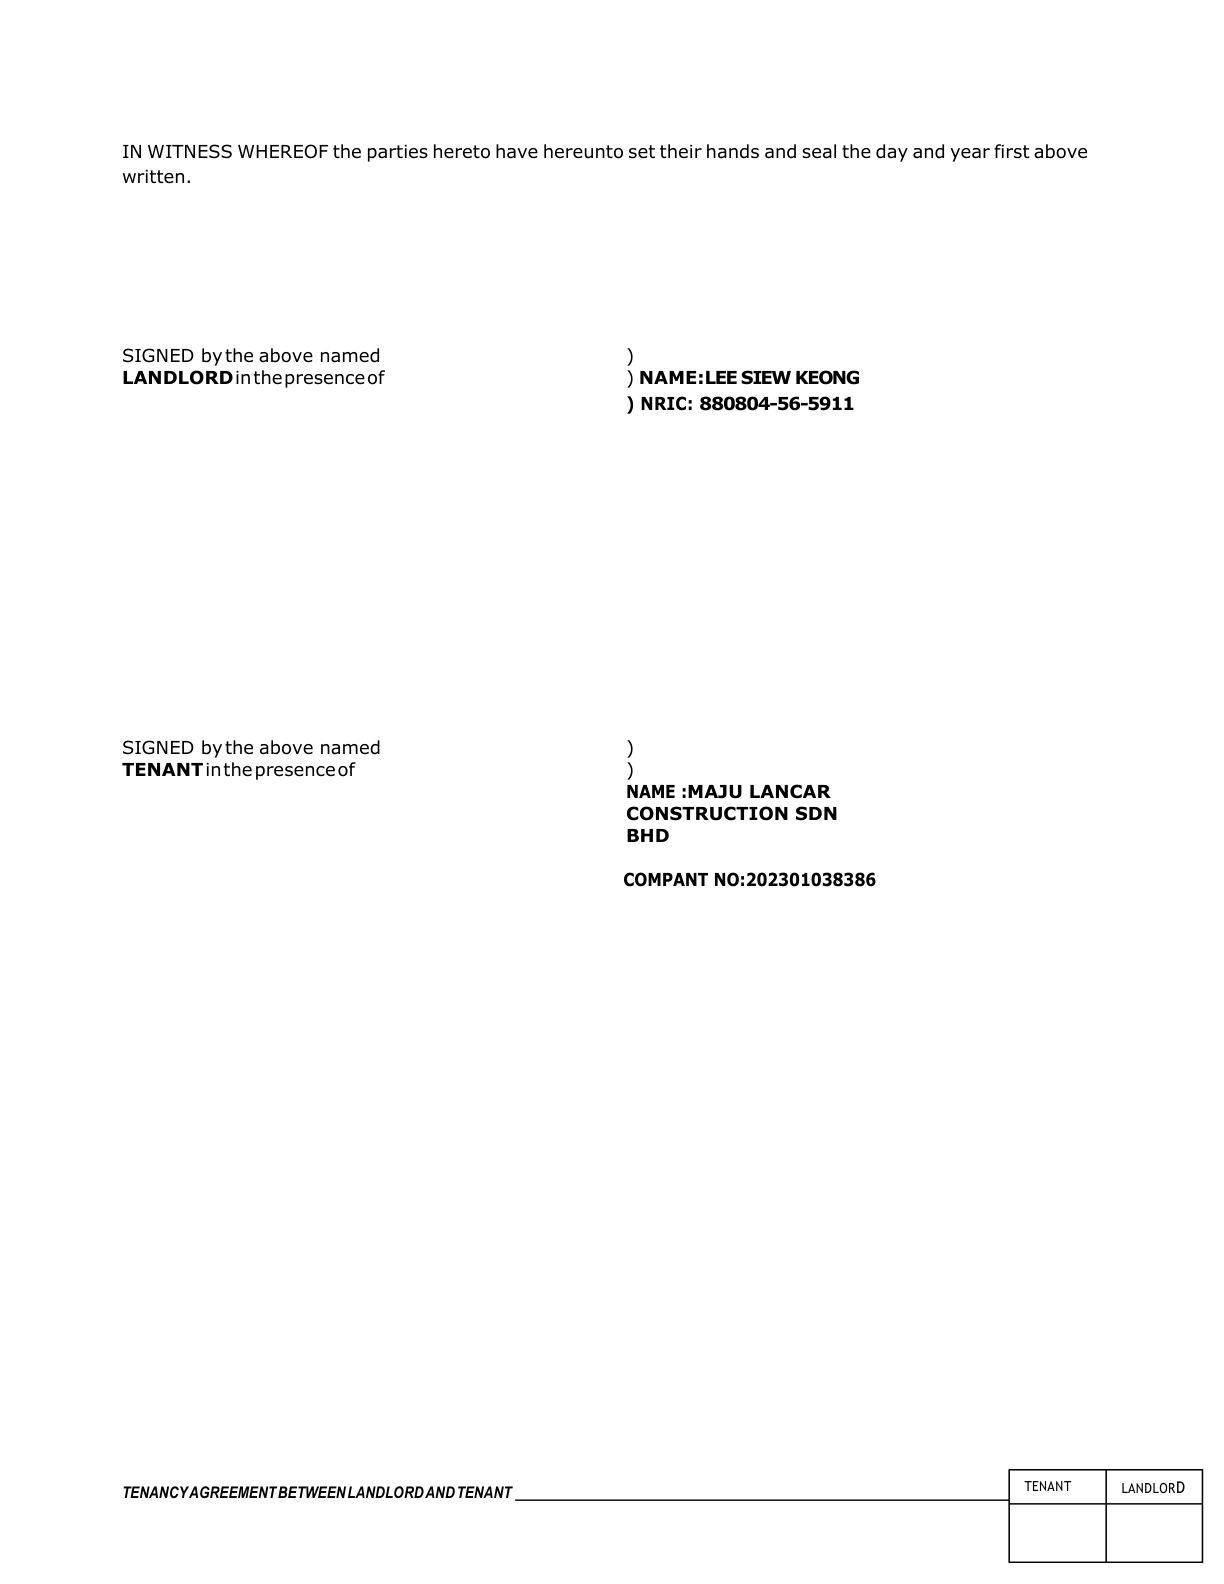 IN WITNESS WHEREOF the parties hereto have hereunto set their hands and seal the day and year first above
written.
SIGNED by the above named )
LANDLORD in the presence of ) NAME:LEE SIEW KEONG
) NRIC: 880804-56-5911
SIGNED by the above named )
TENANT in the presence of )
NAME :MAJU LANCAR
CONSTRUCTION SDN
BHD
COMPANT NO:202301038386
TENANCY AGREEMENT BETWEEN LANDLORD AND TENANT
TENANT LANDLORD